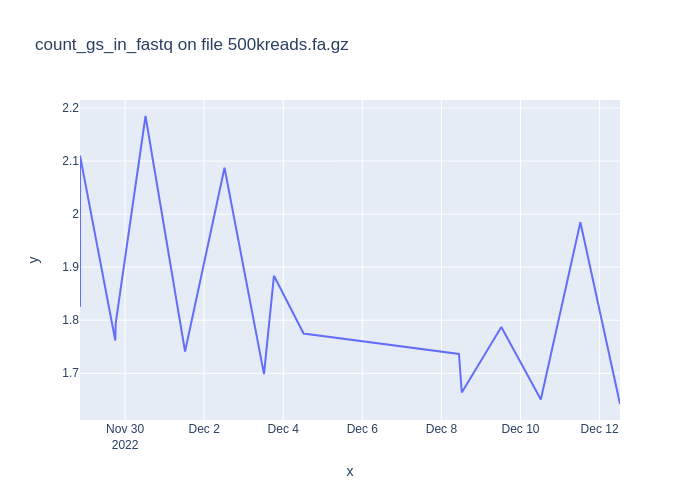 count_gs_in_fastq on file 500kreads.fa.gz
2.2
2.1
2
1.9
1.8
1.7
y
Nov 30
2022
Dec 2
Dec 4
Dec 6
Dec 8
Dec 10
Dec 12
x